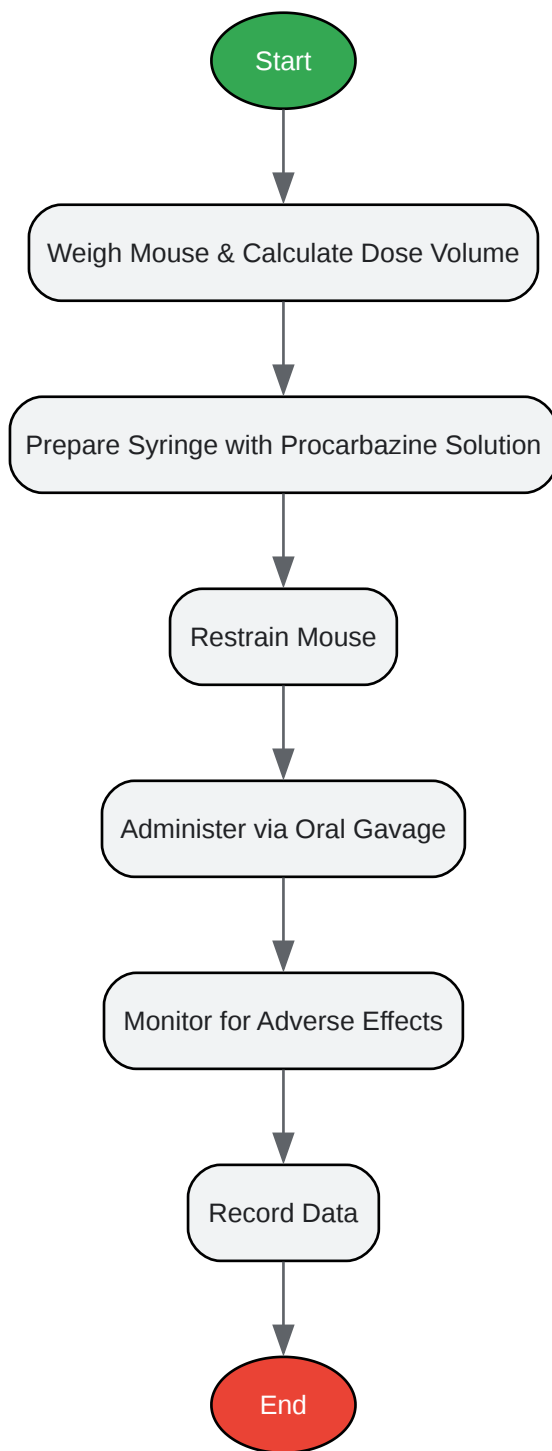 Start
Weigh Mouse & Calculate Dose Volume
Prepare Syringe with Procarbazine Solution
Restrain Mouse
Administer via Oral Gavage
Monitor for Adverse Effects
Record Data
End